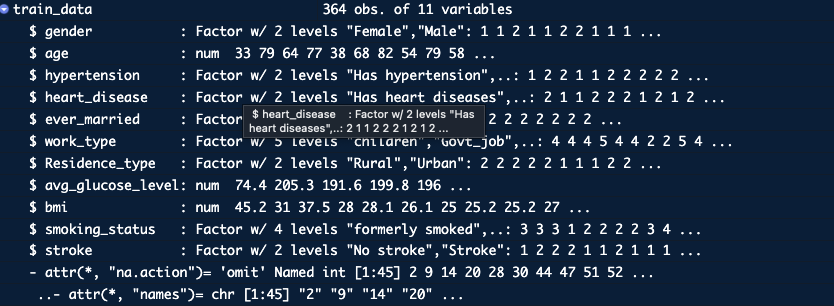 train_data 364 obs. of 11 variables
$ gender : Factor w/ 2 levels "Female","Male": 1 1 2 1 1 2 2 1 1 1 ...
$ age : num 33 79 64 77 38 68 82 54 79 58 ...
$ hypertension : Factor w/ 2 levels "Has hypertension",..: 1 2 2 1 1 2 2 2 2 2 ...
$ heart_disease : Factor w/ 2 levels "Has heart diseases",..: 2 1 1 2 2 2 1 2 1 2 ...
$ ever_married : Factor w/ 2 2 2 2 2 2 2 2 ...
$ heart_disease : Factor w/ 2 levels "Has
heart diseases",..: 2 1 1 2 2 2 1 2 1 2 ...
$ work_type : Factor w/ 5 levels "children","Govt_job",..: 4 4 4 5 4 4 2 2 5 4 ...
$ Residence_type : Factor w/ 2 levels "Rural","Urban": 2 2 2 2 2 1 1 1 2 2 ...
$ avg_glucose_level: num 74.4 205.3 191.6 199.8 196 ...
$ bmi : num 45.2 31 37.5 28 28.1 26.1 25 25.2 25.2 27 ...
$ smoking_status : Factor w/ 4 levels "formerly smoked",..: 3 3 3 1 2 2 2 2 3 4 ...
$ stroke : Factor w/ 2 levels "No stroke","Stroke": 1 2 2 2 1 1 2 1 1 1 ...
- attr(*, "na.action")= 'omit' Named int [1:45] 2 9 14 20 28 30 44 47 51 52 ...
..- attr(*, "names")= chr [1:45] "2" "9" "14" "20" ...